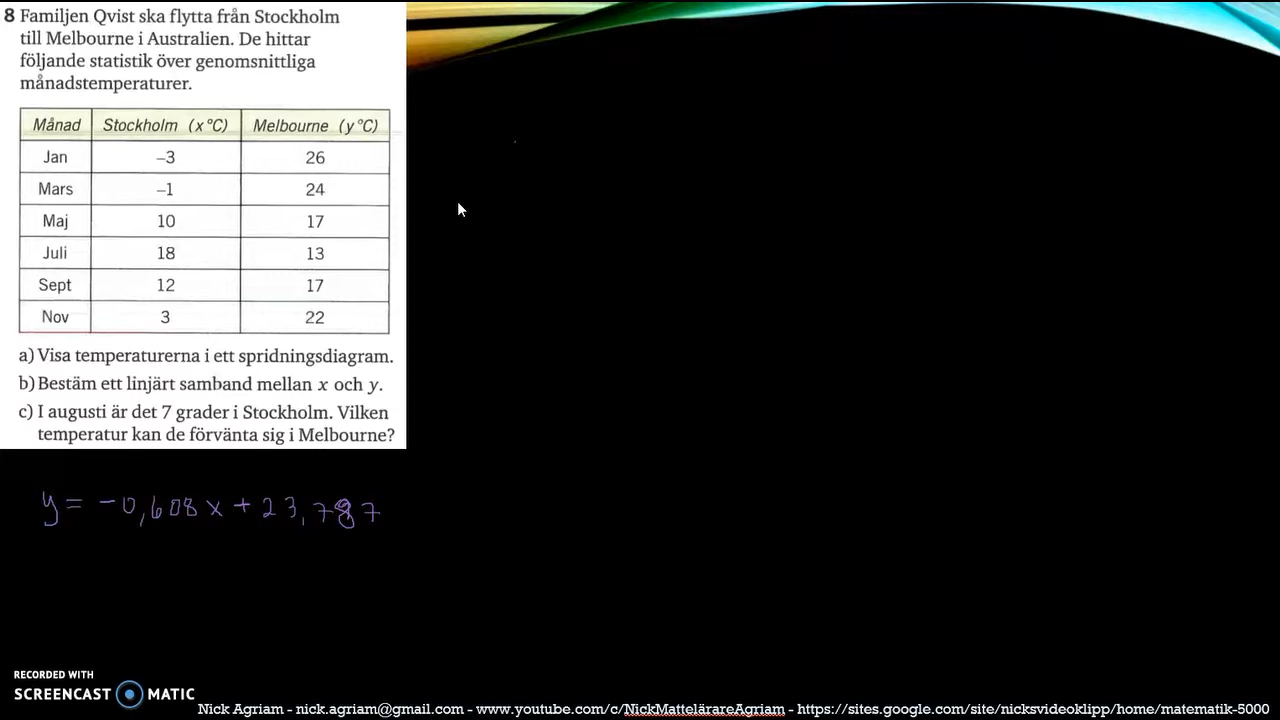 8 Familjen Qvist ska flytta från Stockholm
till Melbourne i Australien. De hittar
följande statistik över genomsnittliga
månadstemperaturer.
Månad Stockholm (x °C) Melbourne (y °C)
Jan –3 26
Mars –1 24
Maj 10 17
Juli 18 13
Sept 12 17
Nov 3 22
a) Visa temperaturerna i ett spridningsdiagram.
b) Bestäm ett linjärt samband mellan x och y.
c) I augusti är det 7 grader i Stockholm. Vilken
temperatur kan de förvänta sig i Melbourne?
y = -0,608x + 23,787
RECORDED WITH
SCREENCAST MATIC
Nick Agriam - nick.agriam@gmail.com - www.youtube.com/c/NickMattelärareAgriam - https://sites.google.com/site/nicksvideoklipp/home/matematik-5000